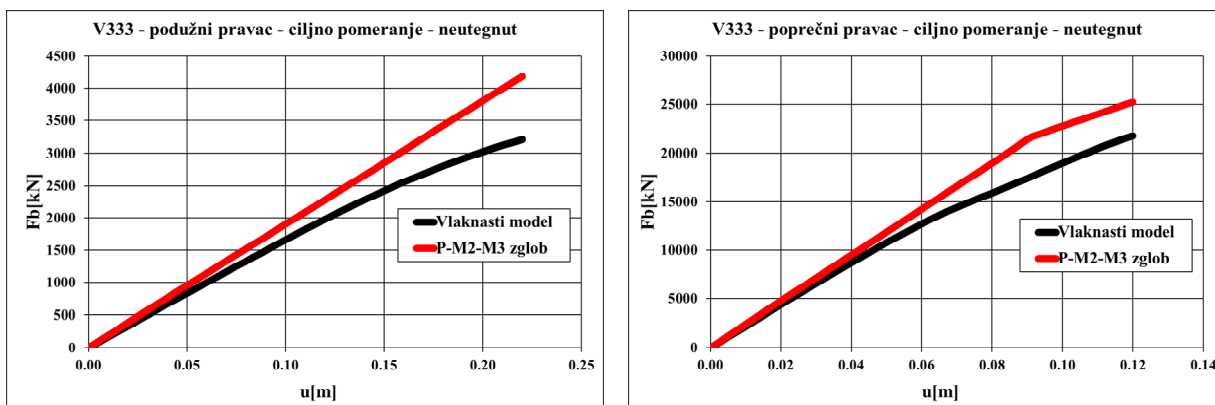 V333 - podužni pravac - ciljno pomeranje - neutegnut
4500
4000
3500
3000
2500
2000
1500
1000
500
0
Fb[kN]
Vlaknasti model
P-M2-M3 zglob
0.00 0.05 0.10 0.15 0.20 0.25
u[m]
V333 - poprečni pravac - ciljno pomeranje - neutegnut
30000
25000
20000
15000
10000
5000
0
Fb[kN]
Vlaknasti model
P-M2-M3 zglob
0.00 0.02 0.04 0.06 0.08 0.10 0.12 0.14
u[m]